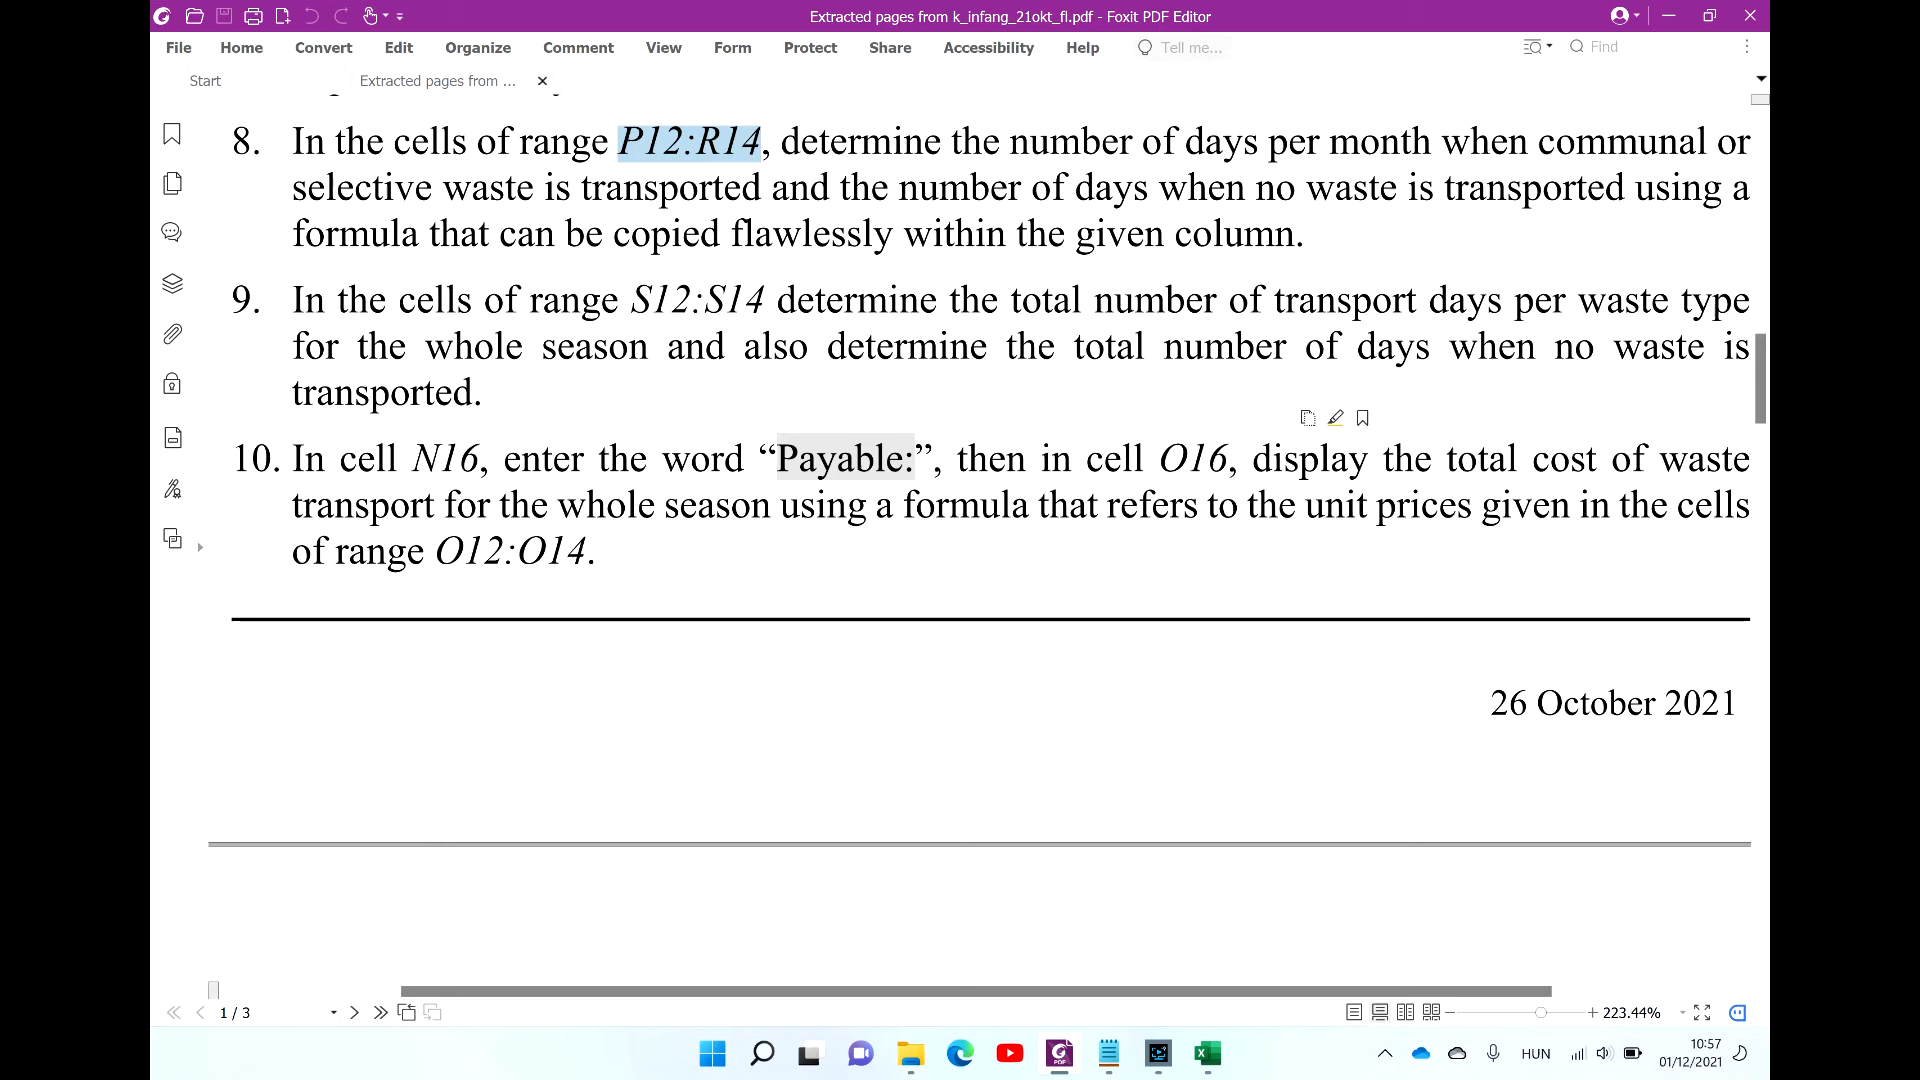 Extracted pages from k_infang_21okt_fl.pdf - Foxit PDF Editor
File Home Convert Edit Organize Comment View Form Protect Share Accessibility Help Tell me... Find
Start Extracted pages from ...
8. In the cells of range P12:R14, determine the number of days per month when communal or
selective waste is transported and the number of days when no waste is transported using a
formula that can be copied flawlessly within the given column.
9. In the cells of range S12:S14 determine the total number of transport days per waste type
for the whole season and also determine the total number of days when no waste is
transported.
10. In cell N16, enter the word “Payable:”, then in cell O16, display the total cost of waste
transport for the whole season using a formula that refers to the unit prices given in the cells
of range O12:O14.
26 October 2021
1 / 3 223.44%
HUN 10:57
01/12/2021